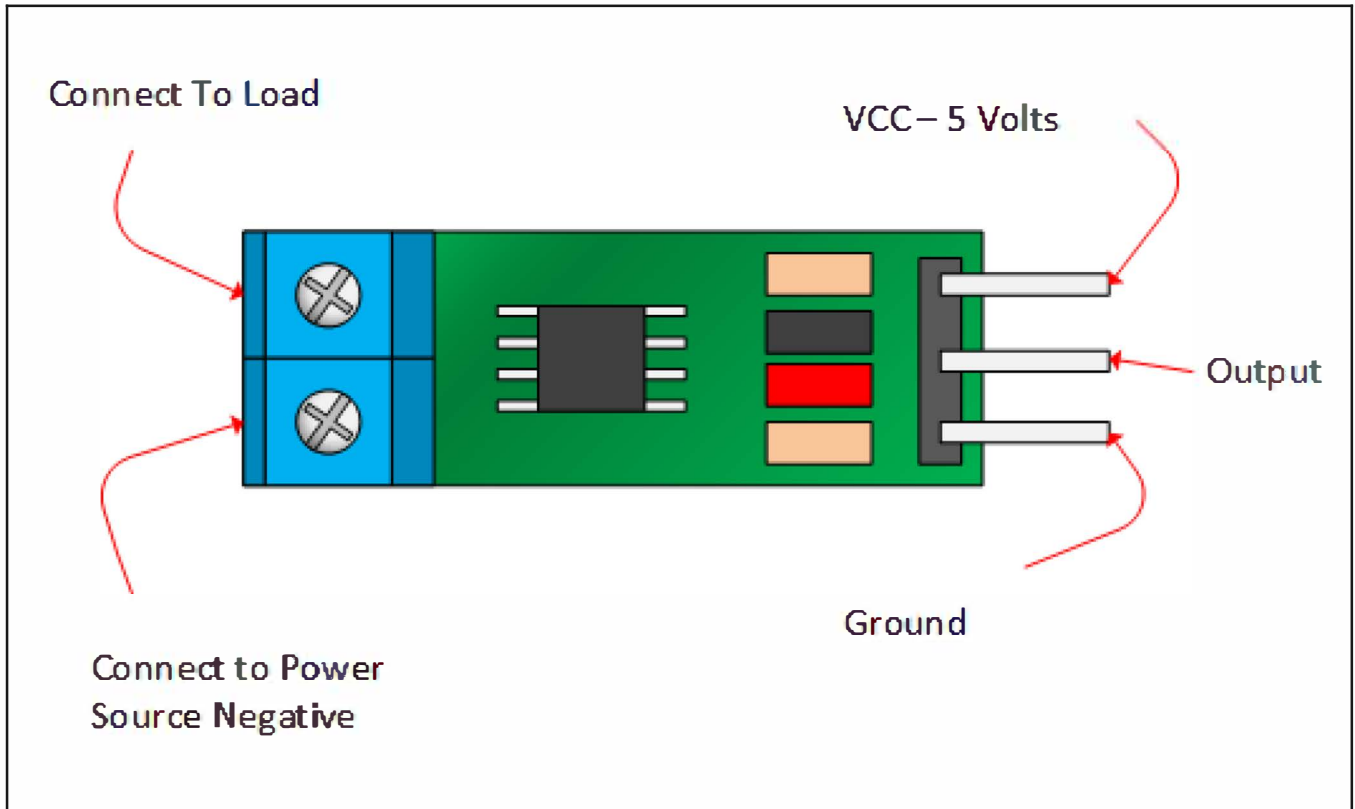 Connect To Load
VCC – 5 Volts
Output
Ground
Connect to Power
Source Negative